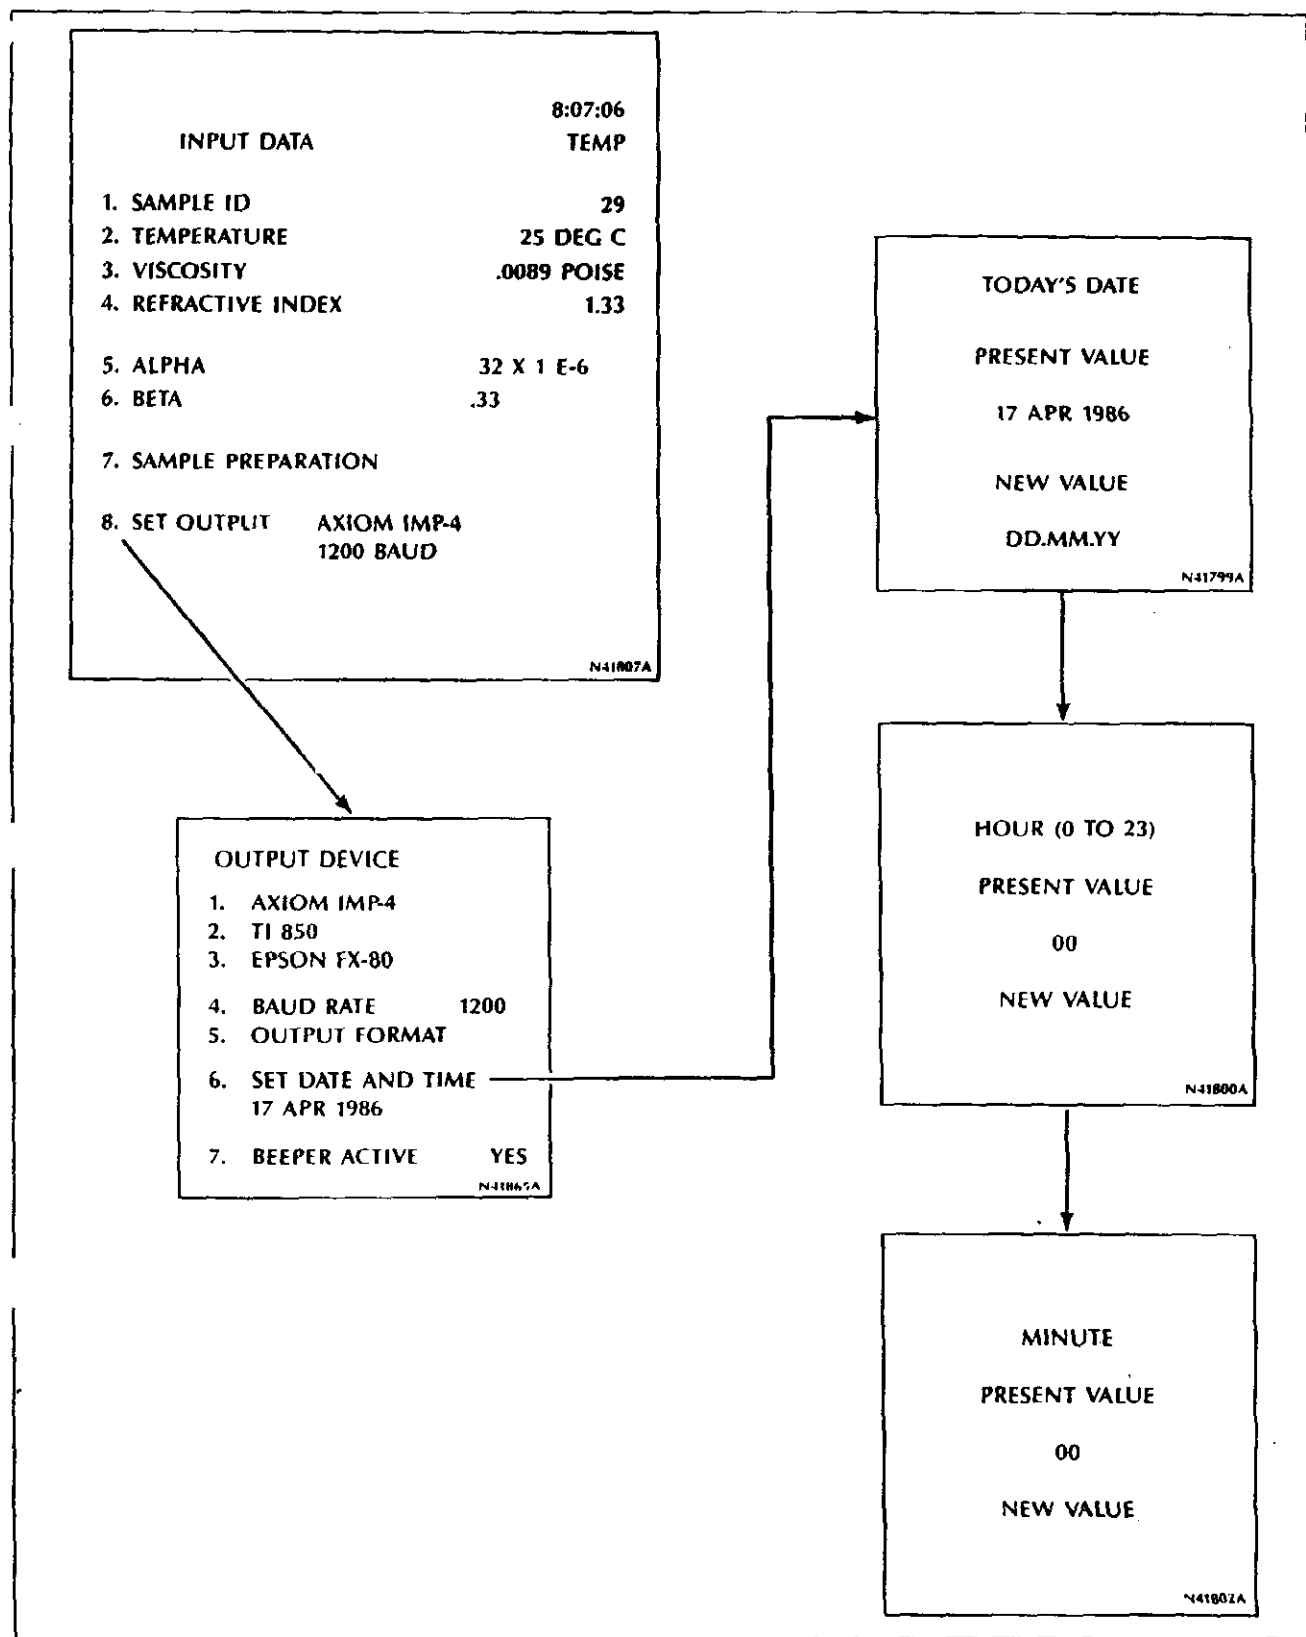 8:07:06
INPUT DATA TEMP
1. SAMPLE ID 29
2. TEMPERATURE 25 DEG C
3. VISCOSITY .0089 POISE
4. REFRACTIVE INDEX 1.33
5. ALPHA 32 X 1 E-6
6. BETA .33
7. SAMPLE PREPARATION
8. SET OUTPUT AXIOM IMP-4
1200 BAUD
N41807A
OUTPUT DEVICE
1. AXIOM IMP-4
2. TI 850
3. EPSON FX-80
4. BAUD RATE 1200
5. OUTPUT FORMAT
6. SET DATE AND TIME
17 APR 1986
7. BEEPER ACTIVE YES
N41865A
TODAY'S DATE
PRESENT VALUE
17 APR 1986
NEW VALUE
DD.MM.YY
N41799A
HOUR (0 TO 23)
PRESENT VALUE
00
NEW VALUE
N41800A
MINUTE
PRESENT VALUE
00
NEW VALUE
N41802A